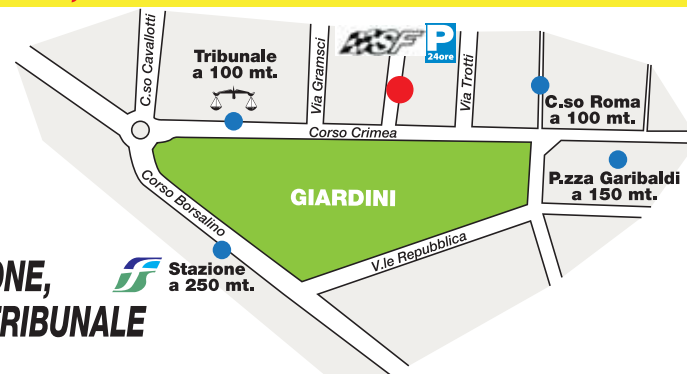 C.so Cavallotti
Tribunale
a 100 mt.
Via Gramsci
SF
P
24ore
Via Trotti
C.so Roma
a 100 mt.
Corso Crimea
P.zza Garibaldi
a 150 mt.
GIARDINI
Corso Borsalino
V.le Repubblica
Stazione
a 250 mt.
ONE,
TRIBUNALE